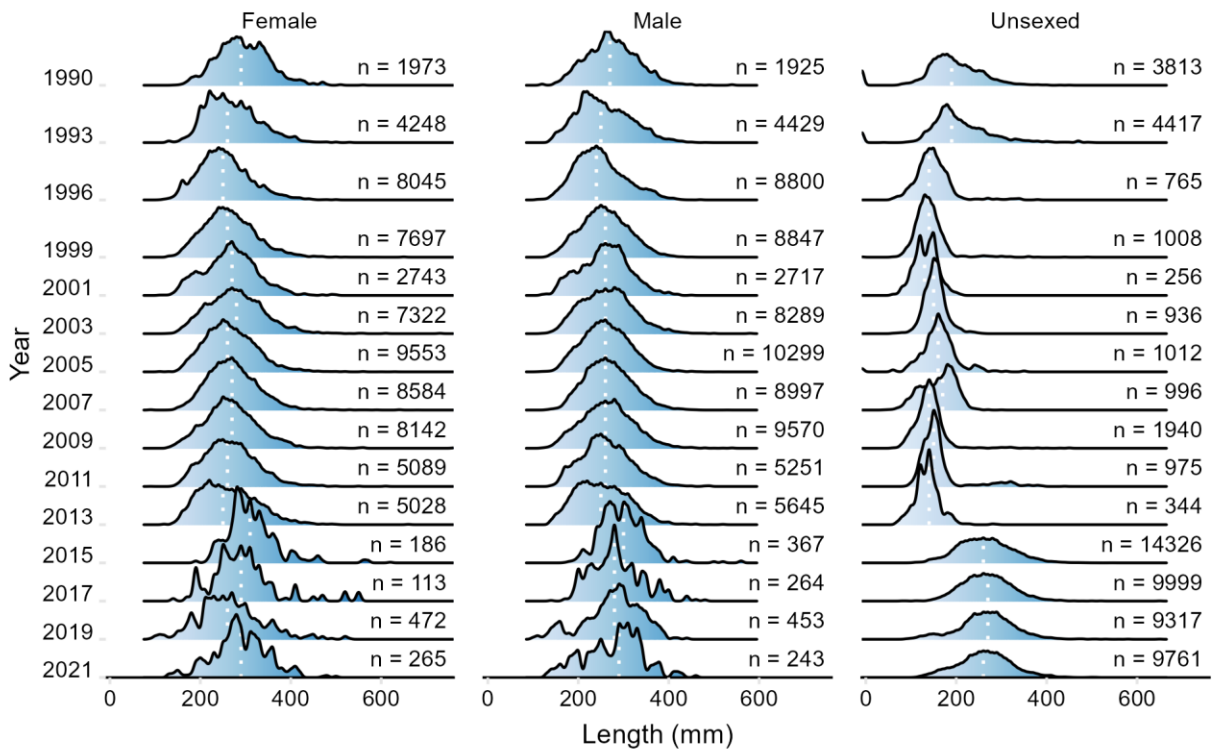 Female Male Unsexed
1990 n = 1973 n = 1925 n = 3813
1993 n = 4248 n = 4429 n = 4417
1996 n = 8045 n = 8800 n = 765
1999 n = 7697 n = 8847 n = 1008
2001 n = 2743 n = 2717 n = 256
2003 n = 7322 n = 8289 n = 936
2005 n = 9553 n = 10299 n = 1012
2007 n = 8584 n = 8997 n = 996
2009 n = 8142 n = 9570 n = 1940
2011 n = 5089 n = 5251 n = 975
2013 n = 5028 n = 5645 n = 344
2015 n = 186 n = 367 n = 14326
2017 n = 113 n = 264 n = 9999
2019 n = 472 n = 453 n = 9317
2021 n = 265 n = 243 n = 9761
Year
0 200 400 600 0 200 400 600 0 200 400 600
Length (mm)